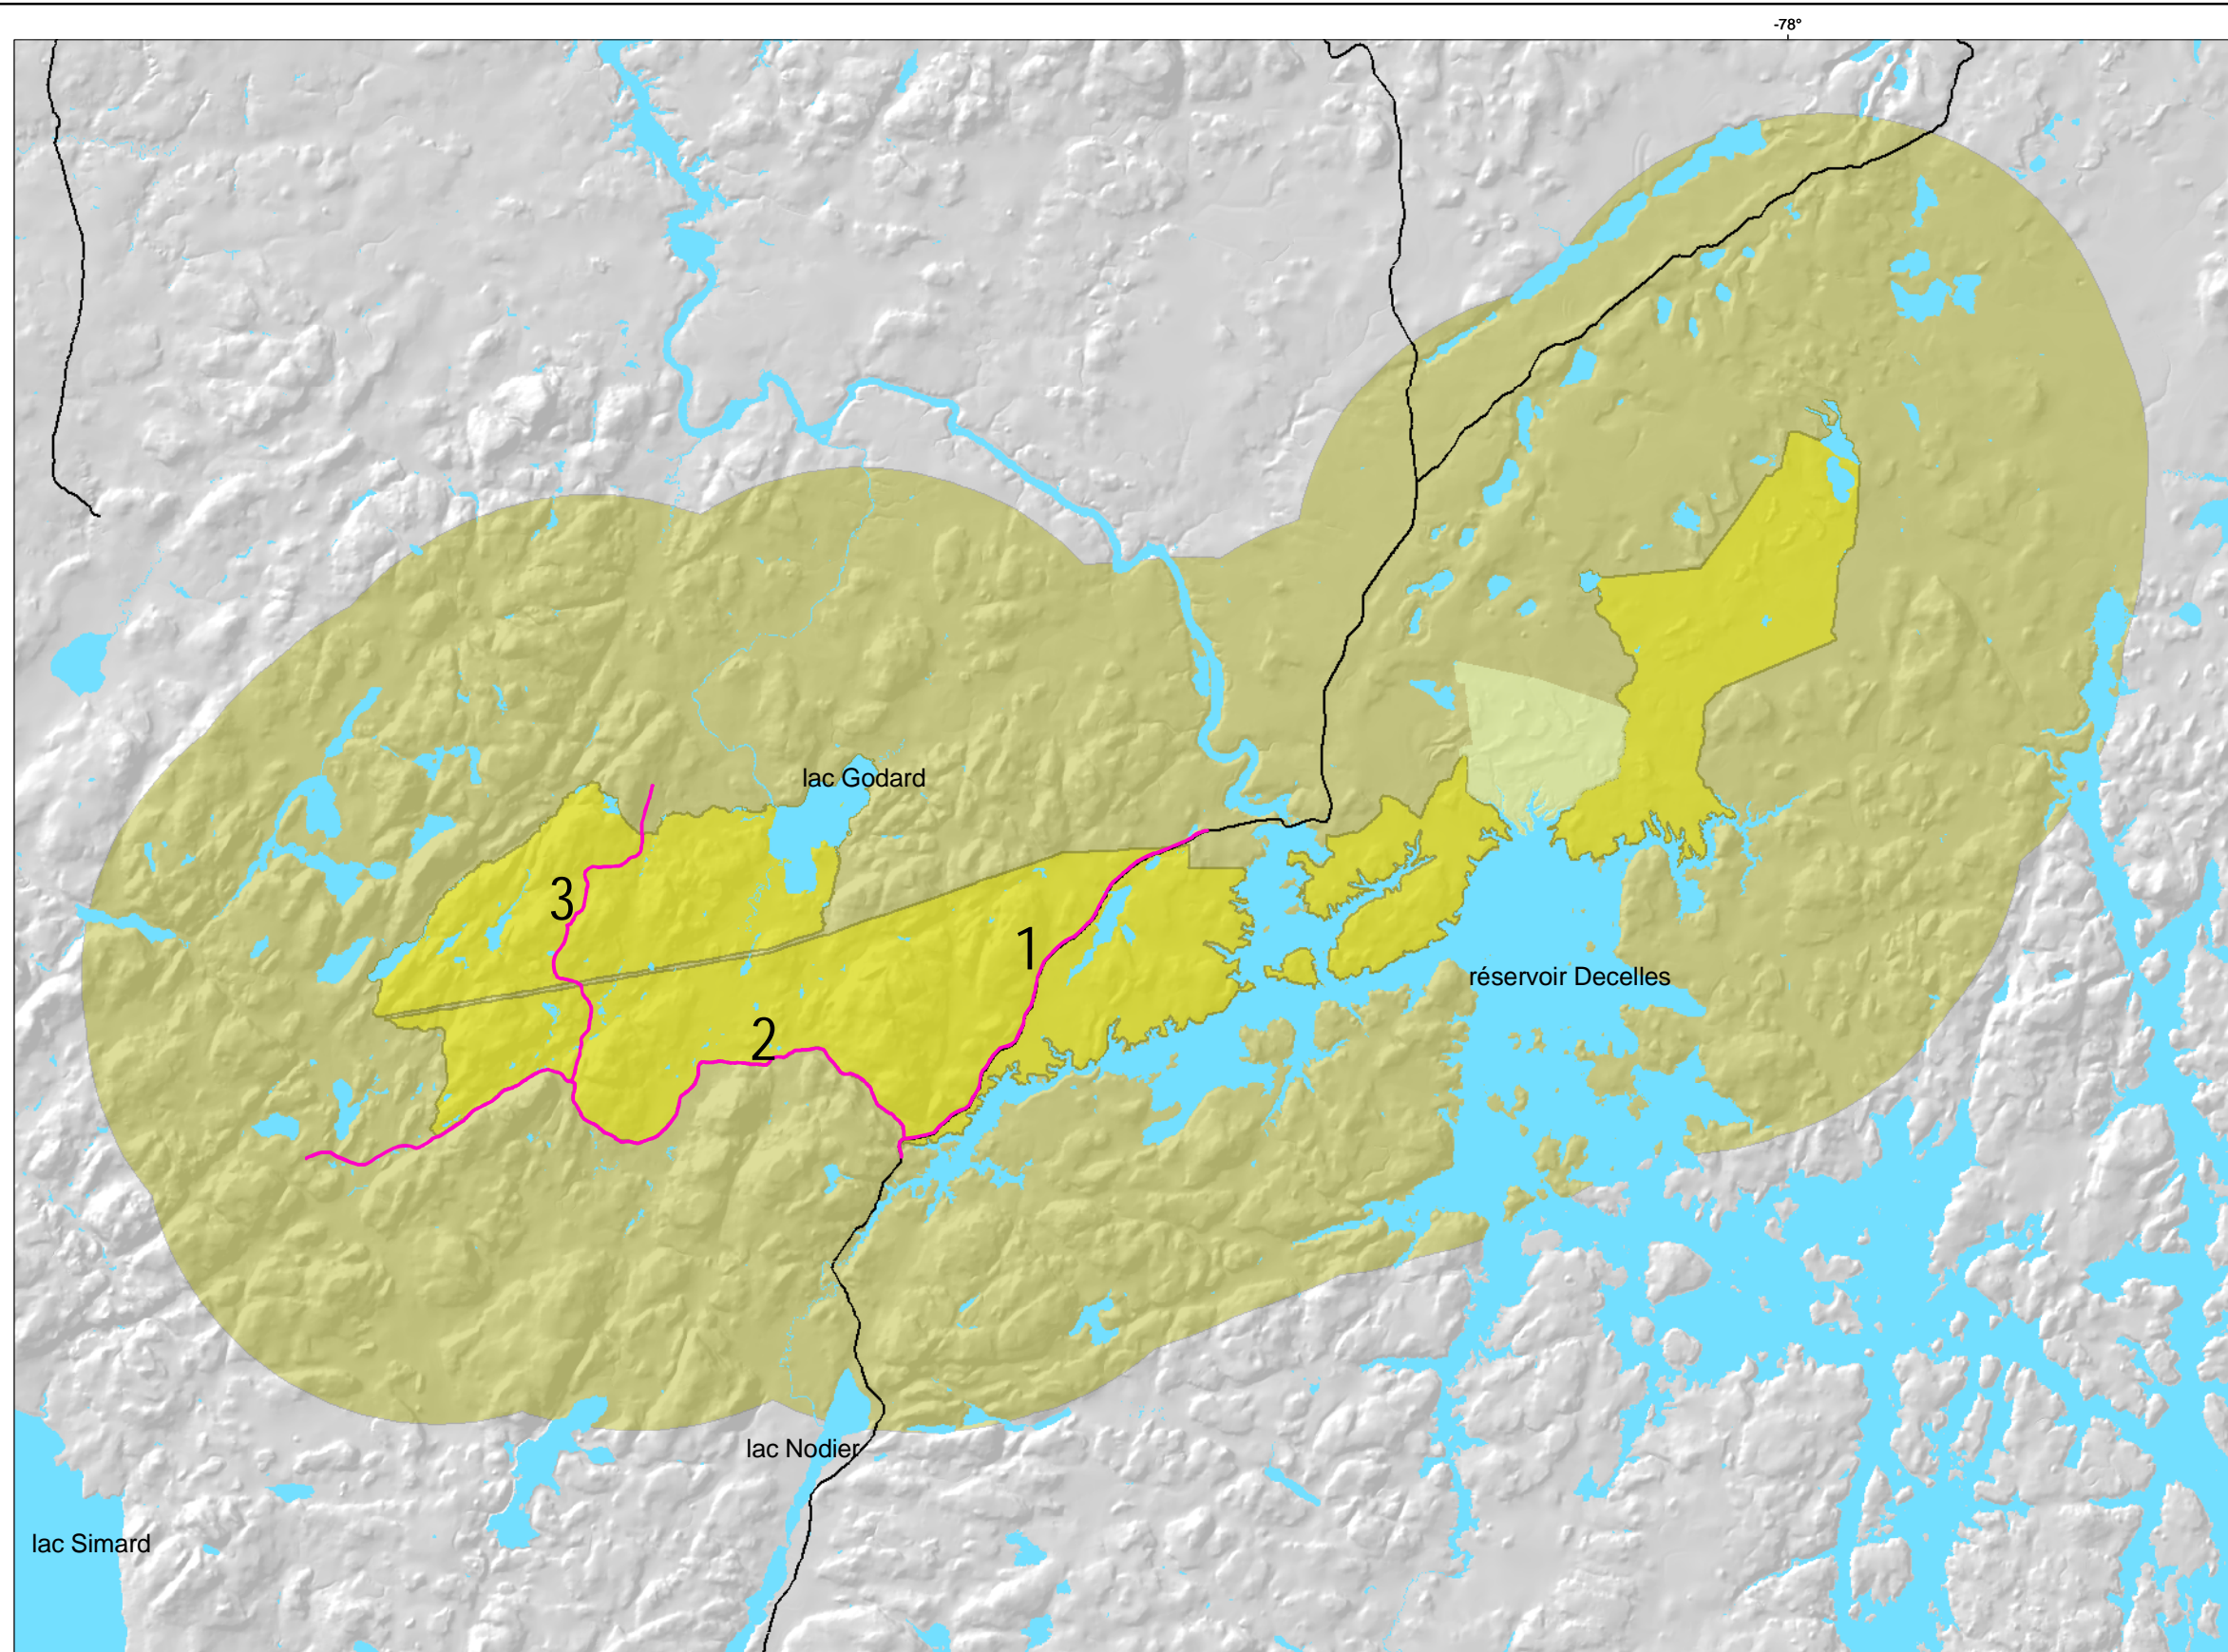 -78°
lac Godard
3
1
réservoir Decelles
2
lac Nodier
lac Simard